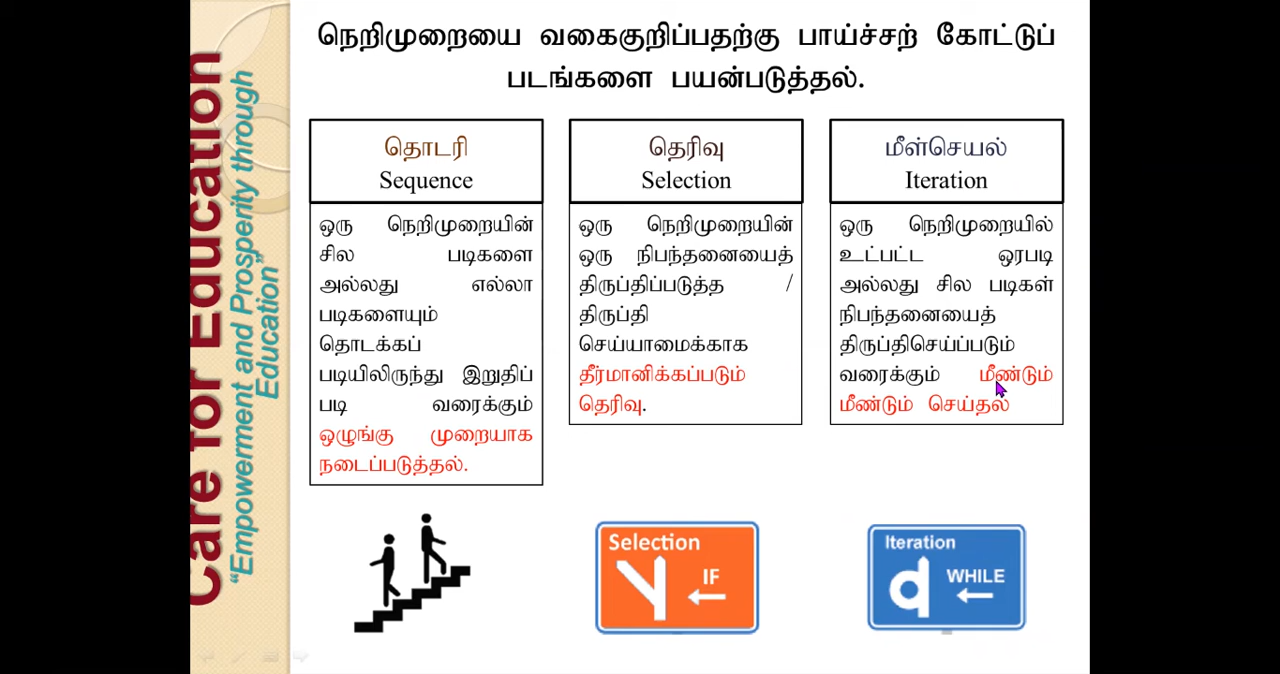 Care for Education
“Empowerment and Prosperity through
Education”
நெறிமுறையை வகைகுறிப்பதற்கு பாய்ச்சற் கோட்டுப்
படங்களை பயன்படுத்தல்.
தொடரி
Sequence
ஒரு நெறிமுறையின்
சில படிகளை
அல்லது எல்லா
படிகளையும்
தொடக்கப்
படியிலிருந்து இறுதிப்
படி வரைக்கும்
ஒழுங்கு முறையாக
நடைப்படுத்தல்.
தெரிவு
Selection
ஒரு நெறிமுறையின்
ஒரு நிபந்தனையைத்
திருப்திப்படுத்த /
திருப்தி
செய்யாமைக்காக
தீர்மானிக்கப்படும்
தெரிவு.
மீள்செயல்
Iteration
ஒரு நெறிமுறையில்
உட்பட்ட ஒரபடி
அல்லது சில படிகள்
நிபந்தனையைத்
திருப்திசெய்ப்படும்
வரைக்கும் மீண்டும்
மீண்டும் செய்தல்
Selection
IF
Iteration
WHILE